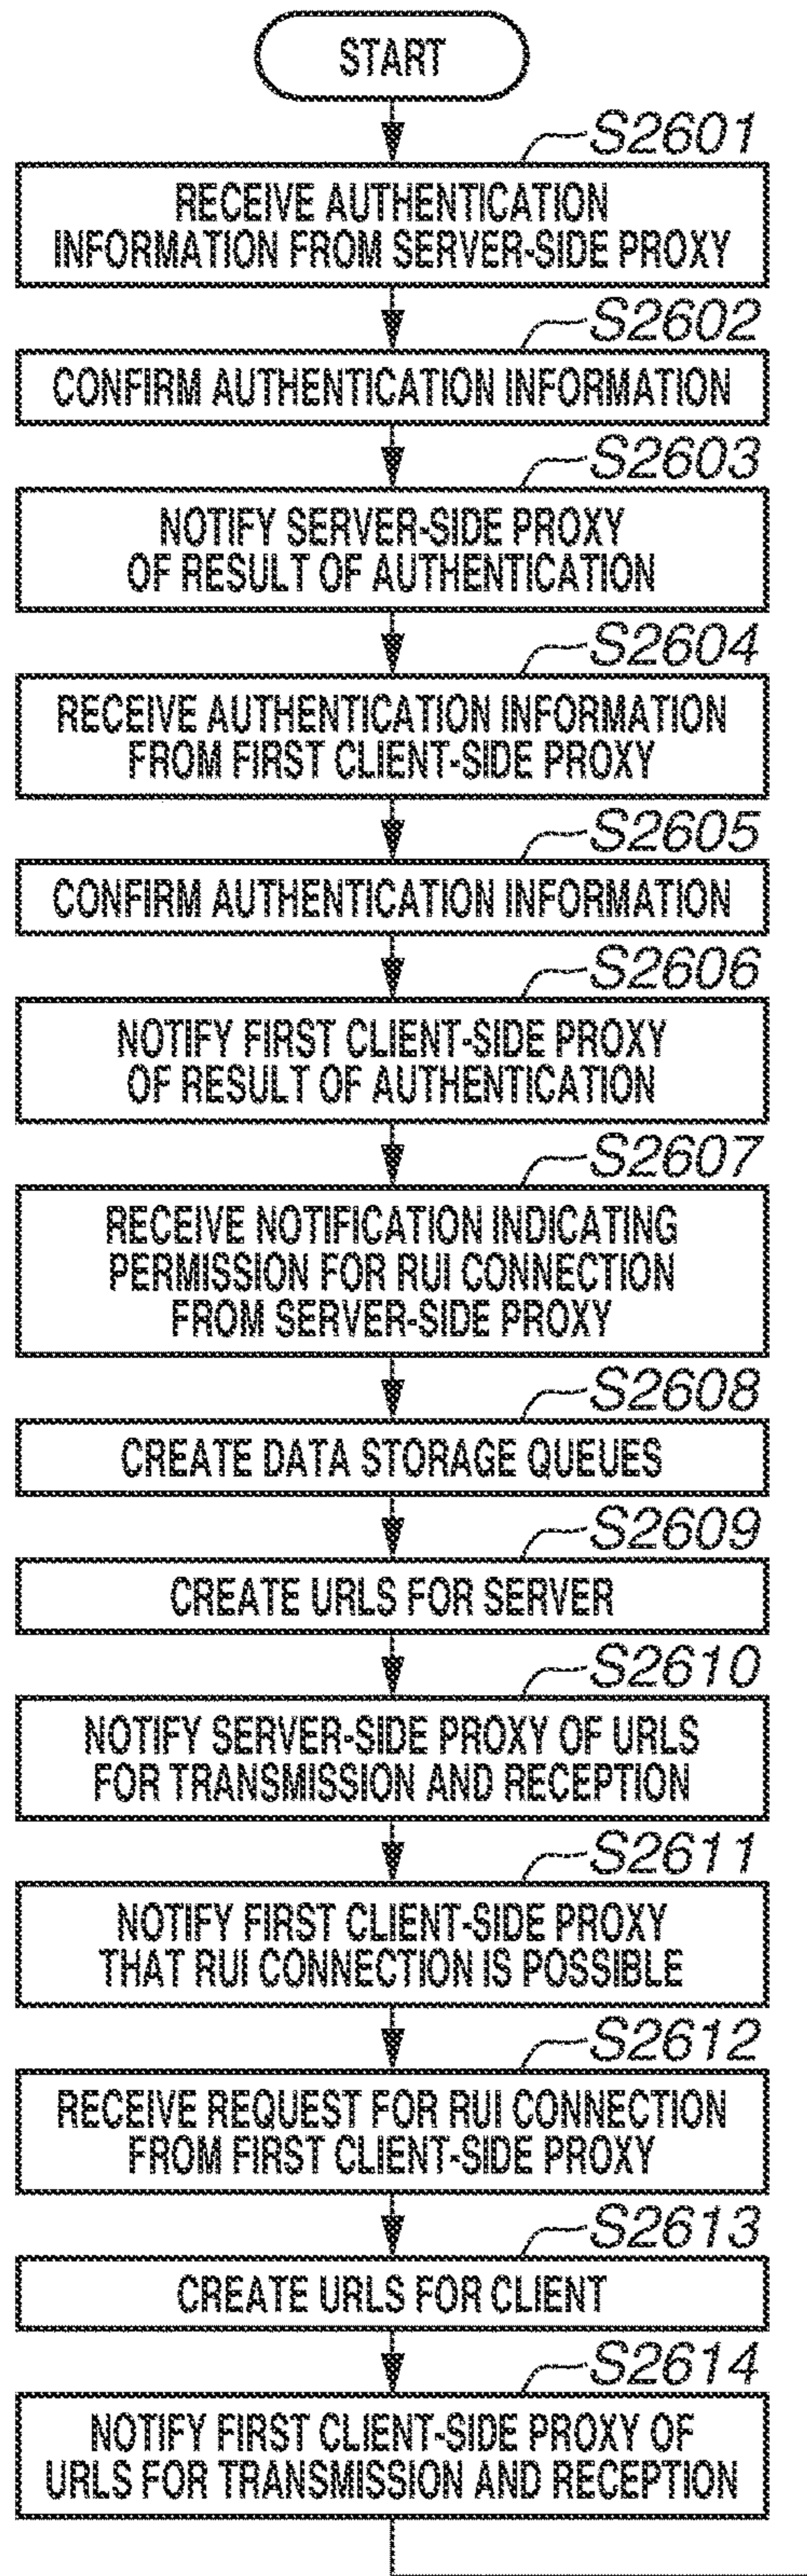 START
S2601
RECEIVE AUTHENTICATION
INFORMATION FROM SERVER-SIDE PROXY
S2602
CONFIRM AUTHENTICATION INFORMATION
S2603
NOTIFY SERVER-SIDE PROXY
OF RESULT OF AUTHENTICATION
S2604
RECEIVE AUTHENTICATION INFORMATION
FROM FIRST CLIENT-SIDE PROXY
S2605
CONFIRM AUTHENTICATION INFORMATION
S2606
NOTIFY FIRST CLIENT-SIDE PROXY
OF RESULT OF AUTHENTICATION
S2607
RECEIVE NOTIFICATION INDICATING
PERMISSION FOR RUI CONNECTION
FROM SERVER-SIDE PROXY
S2608
CREATE DATA STORAGE QUEUES
S2609
CREATE URLS FOR SERVER
S2610
NOTIFY SERVER-SIDE PROXY OF URLS
FOR TRANSMISSION AND RECEPTION
S2611
NOTIFY FIRST CLIENT-SIDE PROXY
THAT RUI CONNECTION IS POSSIBLE
S2612
RECEIVE REQUEST FOR RUI CONNECTION
FROM FIRST CLIENT-SIDE PROXY
S2613
CREATE URLS FOR CLIENT
S2614
NOTIFY FIRST CLIENT-SIDE PROXY OF
URLS FOR TRANSMISSION AND RECEPTION